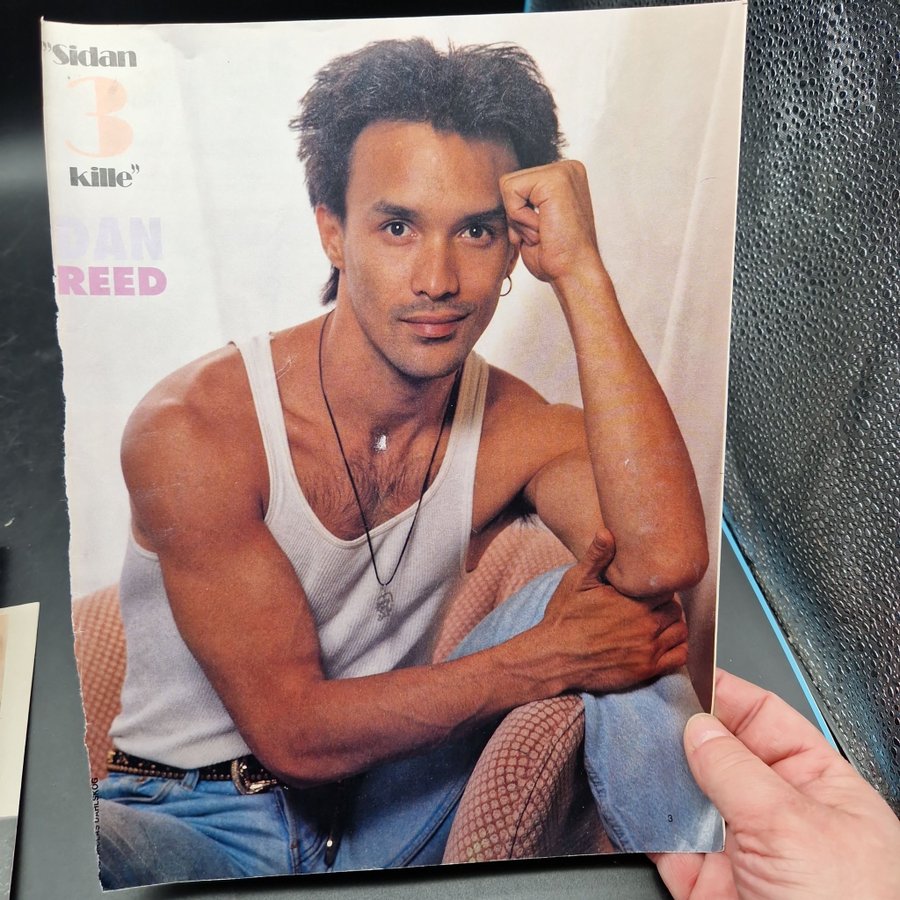 "Sidan
3
kille"
DAN
REED
3